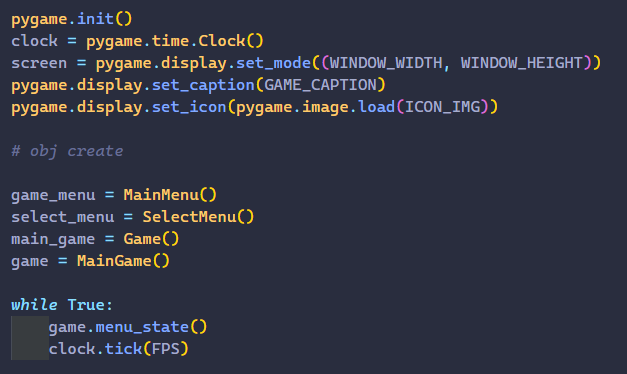 pygame.init()
clock = pygame.time.Clock()
screen = pygame.display.set_mode((WINDOW_WIDTH, WINDOW_HEIGHT))
pygame.display.set_caption(GAME_CAPTION)
pygame.display.set_icon(pygame.image.load(ICON_IMG))
# obj create
game_menu = MainMenu()
select_menu = SelectMenu()
main_game = Game()
game = MainGame()
while True:
    game.menu_state()
    clock.tick(FPS)